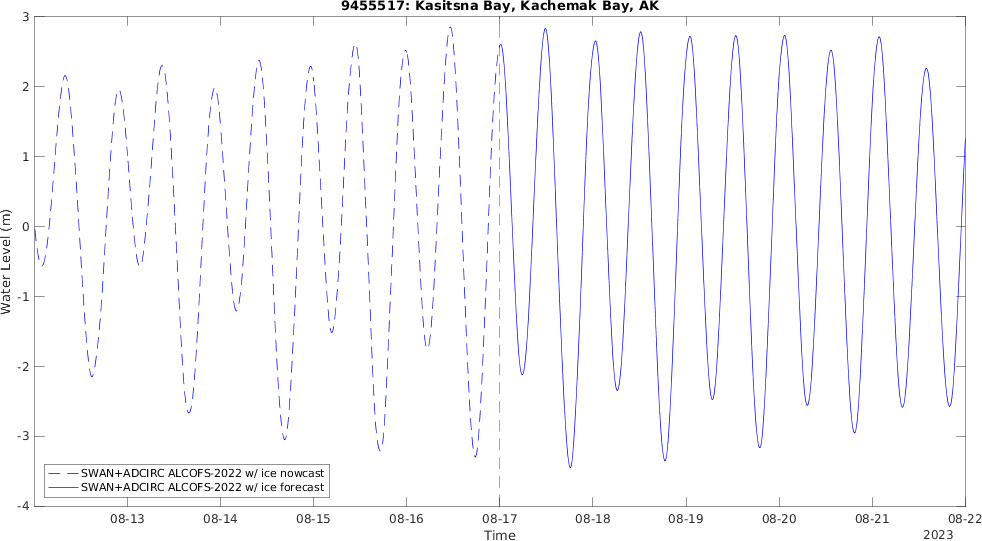 9455517: Kasitsna Bay, Kachemak Bay, AK
3
2
1
0
-1
-2
-3
-4
Water Level (m)
SWAN+ADCIRC ALCOFS-2022 w/ ice nowcast
SWAN+ADCIRC ALCOFS-2022 w/ ice forecast
08-13 08-14 08-15 08-16 08-17 08-18 08-19 08-20 08-21 08-22
Time
2023